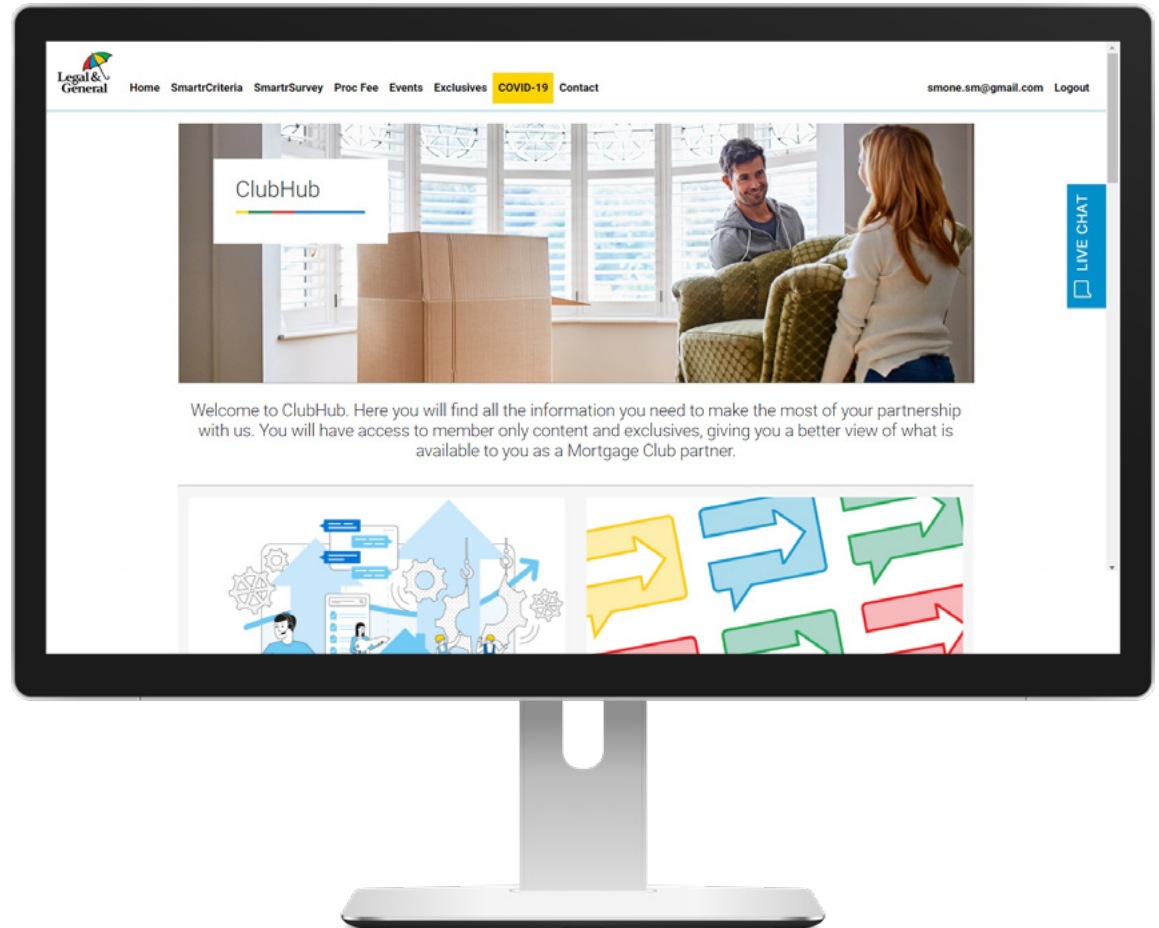 Legal &
General
Home SmartrCriteria SmartrSurvey Proc Fee Events Exclusives COVID-19 Contact
smone.sm@gmail.com Logout
ClubHub
LIVE CHAT
Welcome to ClubHub. Here you will find all the information you need to make the most of your partnership
with us. You will have access to member only content and exclusives, giving you a better view of what is
available to you as a Mortgage Club partner.